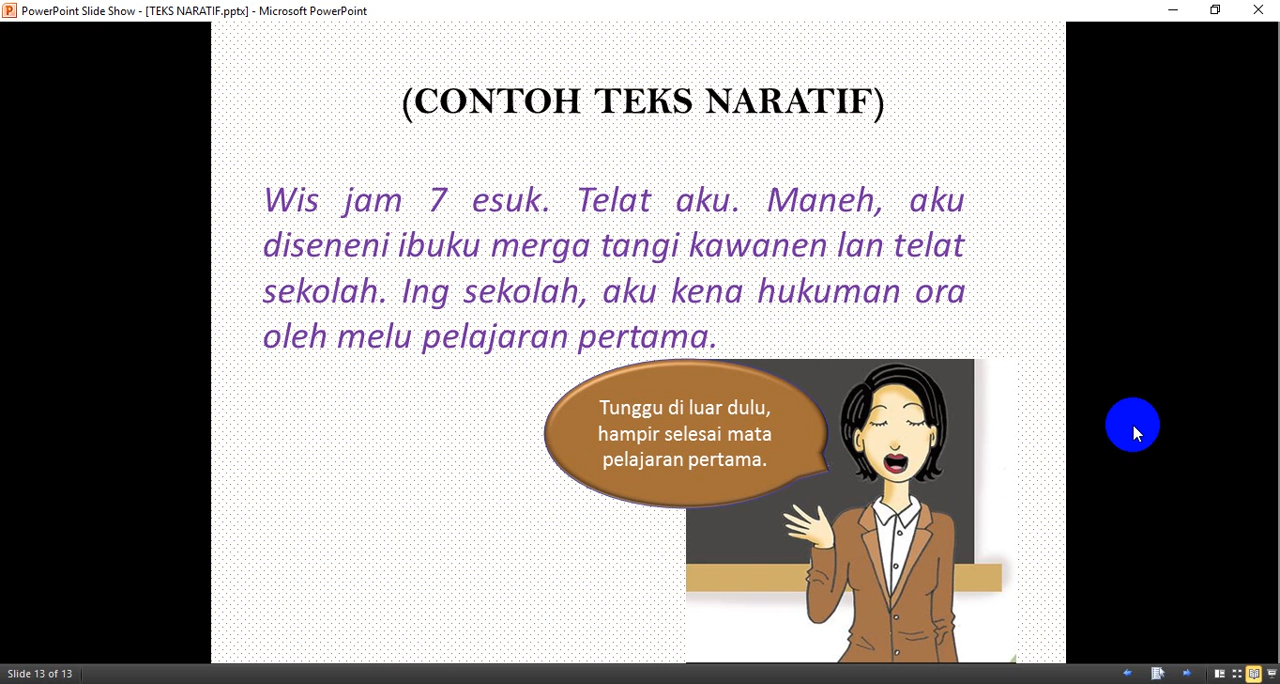 PowerPoint Slide Show - [TEKS NARATIF.pptx] - Microsoft PowerPoint
(CONTOH TEKS NARATIF)
Wis jam 7 esuk. Telat aku. Maneh, aku
diseneni ibuku merga tangi kawanen lan telat
sekolah. Ing sekolah, aku kena hukuman ora
oleh melu pelajaran pertama.
Tunggu di luar dulu,
hampir selesai mata
pelajaran pertama.
Slide 13 of 13